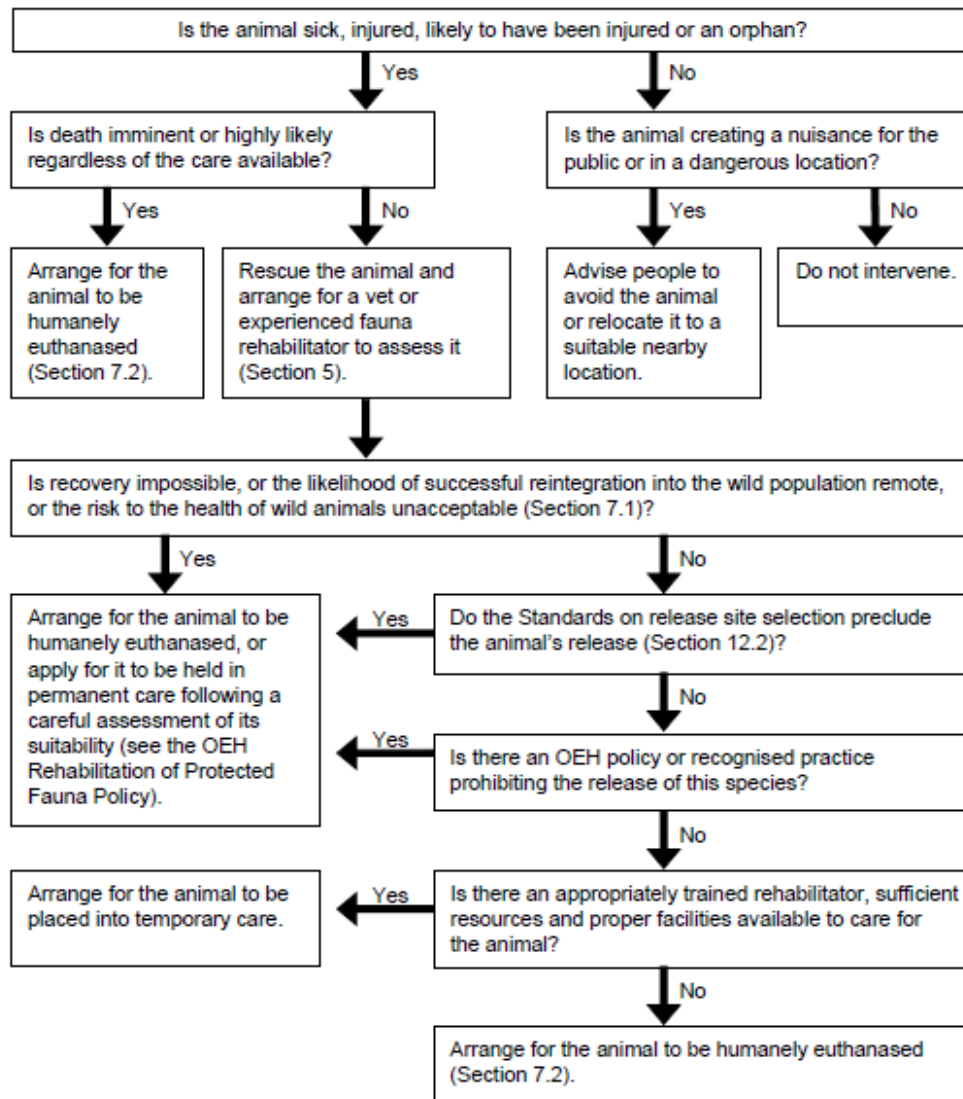 Is the animal sick, injured, likely to have been injured or an orphan?
Yes
No
Is death imminent or highly likely
regardless of the care available?
Is the animal creating a nuisance for the
public or in a dangerous location?
Yes
No
Yes
No
Arrange for the
animal to be
humanely
euthanased
(Section 7.2).
Rescue the animal and
arrange for a vet or
experienced fauna
rehabilitator to assess it
(Section 5).
Advise people to
avoid the animal
or relocate it to a
suitable nearby
location.
Do not intervene.
Is recovery impossible, or the likelihood of successful reintegration into the wild population remote,
or the risk to the health of wild animals unacceptable (Section 7.1)?
Yes
No
Arrange for the animal to be
humanely euthanased, or
apply for it to be held in
permanent care following a
careful assessment of its
suitability (see the OEH
Rehabilitation of Protected
Fauna Policy).
Yes
Do the Standards on release site selection preclude
the animal's release (Section 12.2)?
No
Yes
Is there an OEH policy or recognised practice
prohibiting the release of this species?
No
Arrange for the animal to be
placed into temporary care.
Yes
Is there an appropriately trained rehabilitator, sufficient
resources and proper facilities available to care for
the animal?
No
Arrange for the animal to be humanely euthanased
(Section 7.2).